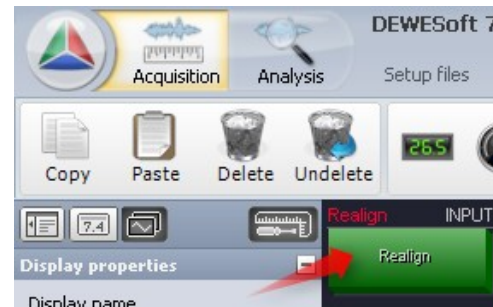 DEWESoft 7
Acquisition Analysis Setup files
26.5
Copy Paste Delete Undelete
7.4
Realign INPUT
Display properties Realign
Display name